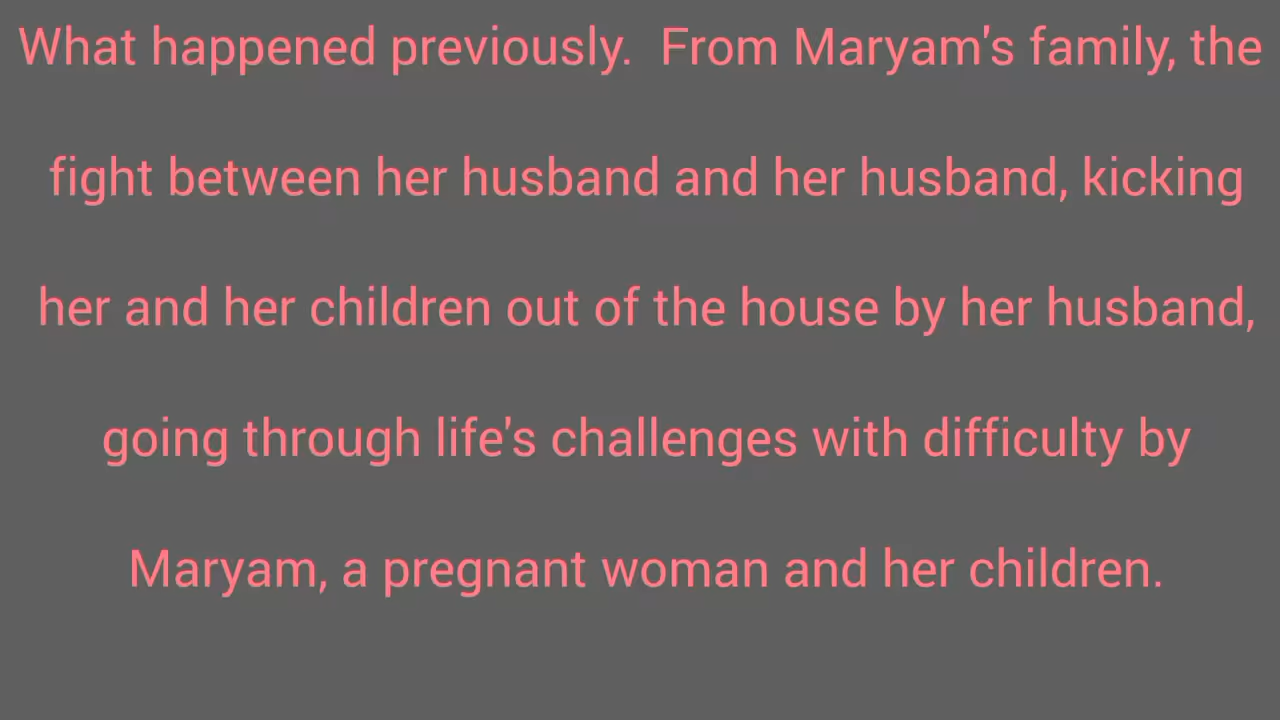 What happened previously.  From Maryam's family, the
fight between her husband and her husband, kicking
her and her children out of the house by her husband,
going through life's challenges with difficulty by
Maryam, a pregnant woman and her children.